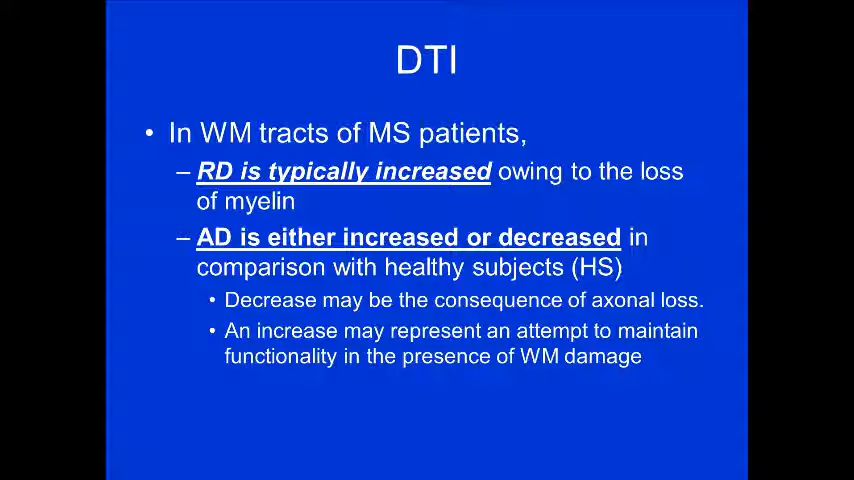 DTI
• In WM tracts of MS patients,
– RD is typically increased owing to the loss
of myelin
– AD is either increased or decreased in
comparison with healthy subjects (HS)
• Decrease may be the consequence of axonal loss.
• An increase may represent an attempt to maintain
functionality in the presence of WM damage